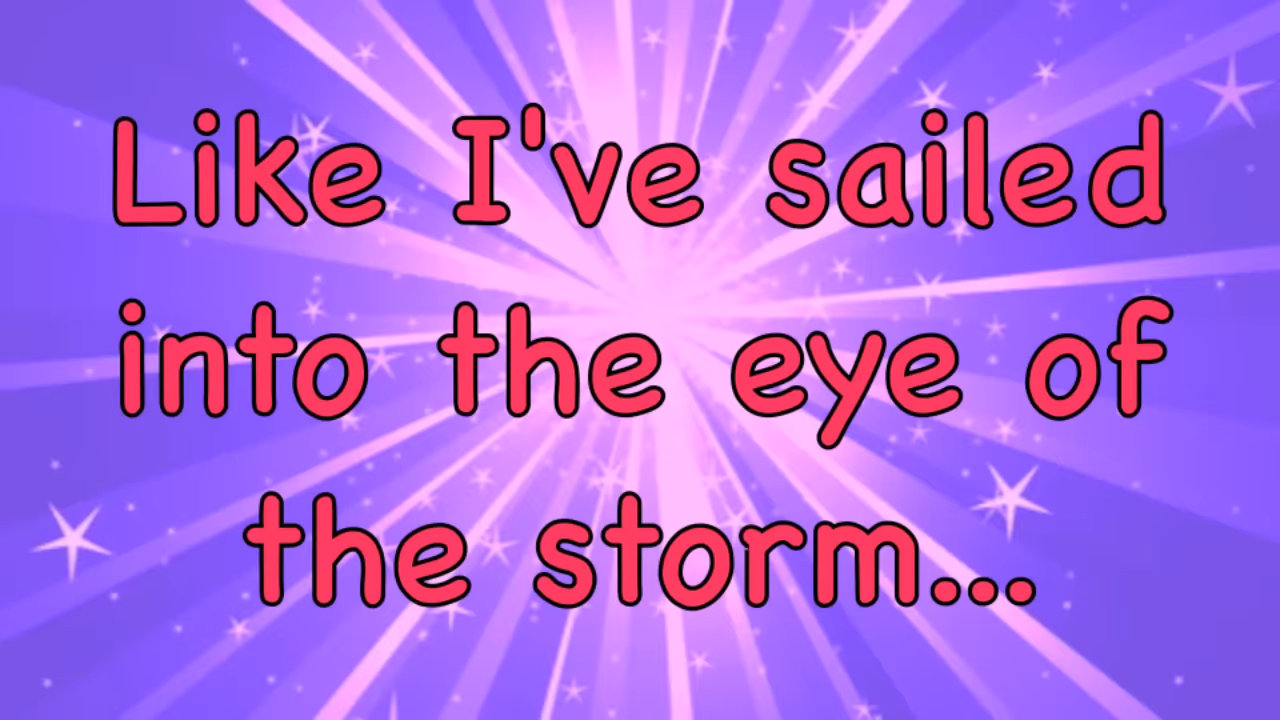 Like I've sailed
into the eye of
the storm...